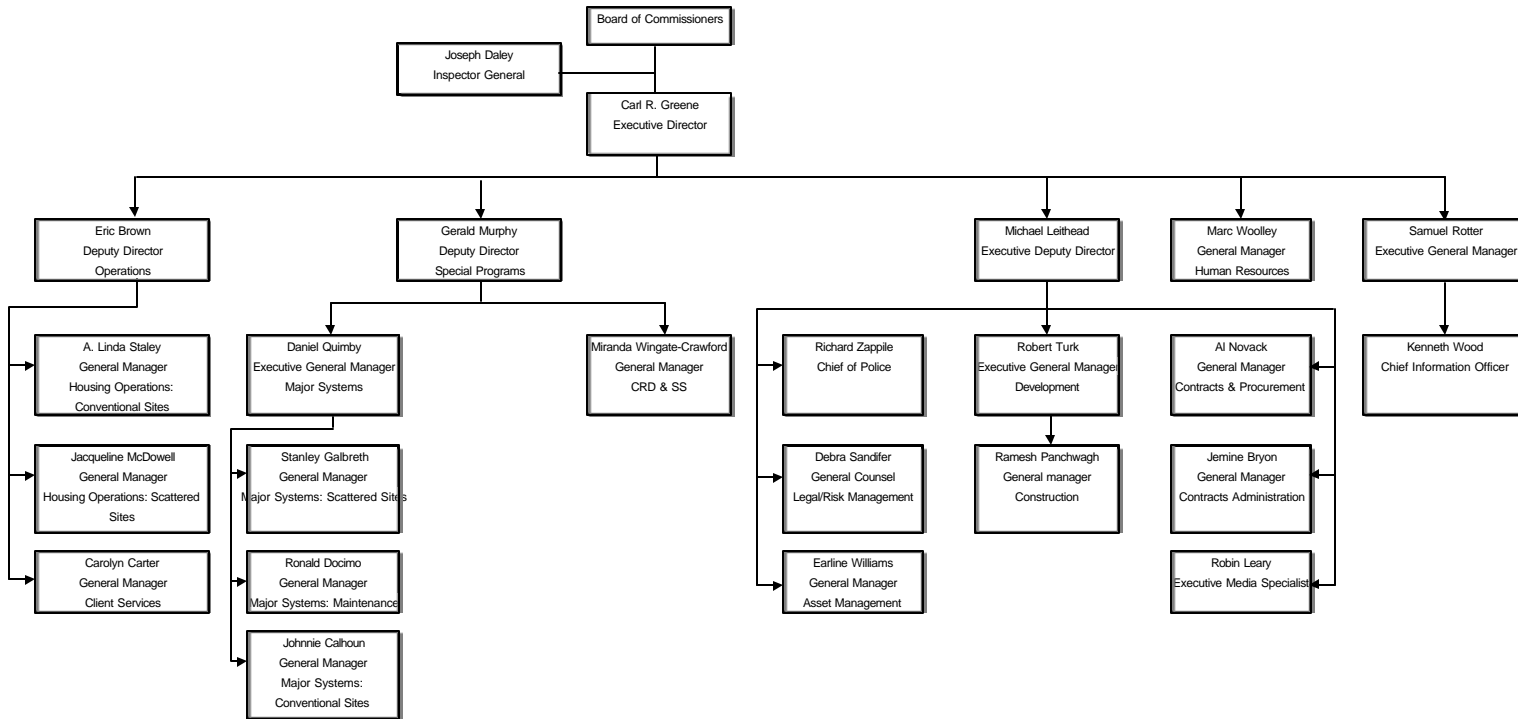 Board of Commissioners
Joseph Daley
Inspector General
Carl R. Greene
Executive Director
Eric Brown
Deputy Director
Operations
Gerald Murphy
Deputy Director
Special Programs
Michael Leithead
Executive Deputy Director
Marc Woolley
General Manager
Human Resources
Samuel Rotter
Executive General Manager
A. Linda Staley
General Manager
Housing Operations:
Conventional Sites
Daniel Quimby
Executive General Manager
Major Systems
Miranda Wingate-Crawford
General Manager
CRD & SS
Richard Zappile
Chief of Police
Robert Turk
Executive General Manager
Development
Al Novack
General Manager
Contracts & Procurement
Kenneth Wood
Chief Information Officer
Jacqueline McDowell
General Manager
Housing Operations: Scattered
Sites
Stanley Galbreth
General Manager
Major Systems: Scattered Sites
Debra Sandifer
General Counsel
Legal/Risk Management
Ramesh Panchwagh
General manager
Construction
Jemine Bryon
General Manager
Contracts Administration
Carolyn Carter
General Manager
Client Services
Ronald Docimo
General Manager
Major Systems: Maintenance
Earline Williams
General Manager
Asset Management
Robin Leary
Executive Media Specialist
Johnnie Calhoun
General Manager
Major Systems:
Conventional Sites